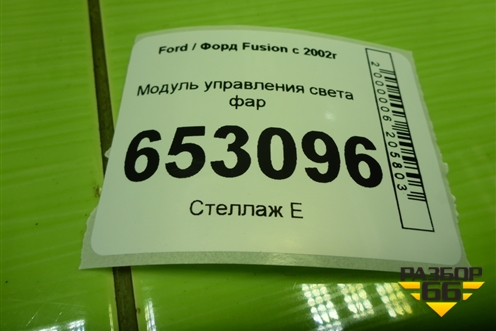 Ford / Форд Fusion с 2002г
Модуль управления света
фар
653096
Стеллаж Е
2000006205803
РАЗБОР
66